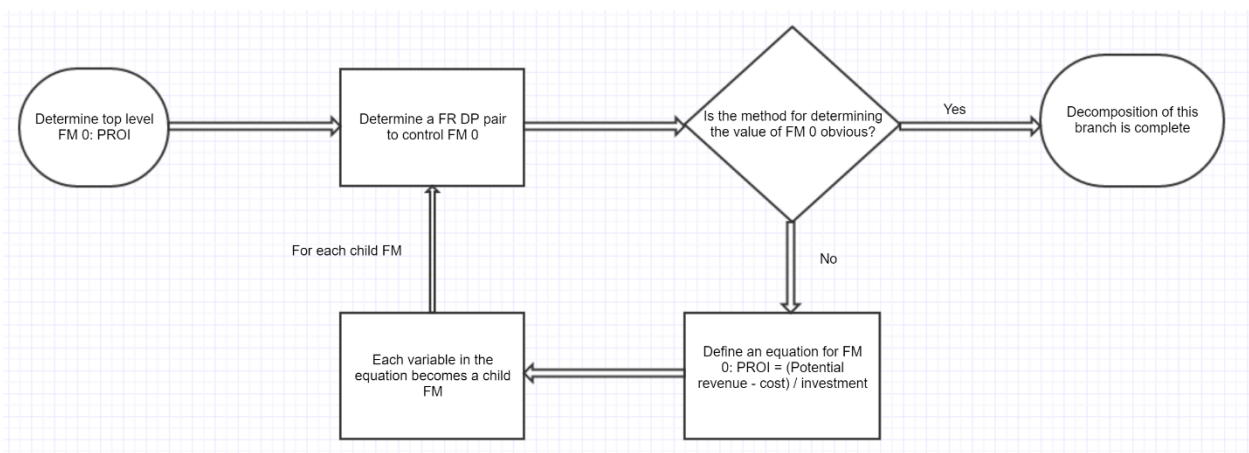 Determine top level
FM 0: PROI
Determine a FR DP pair
to control FM 0
Is the method for determining
the value of FM 0 obvious?
Yes
Decomposition of this
branch is complete
For each child FM
No
Each variable in the
equation becomes a child
FM
Define an equation for FM
0: PROI = (Potential
revenue - cost) / investment